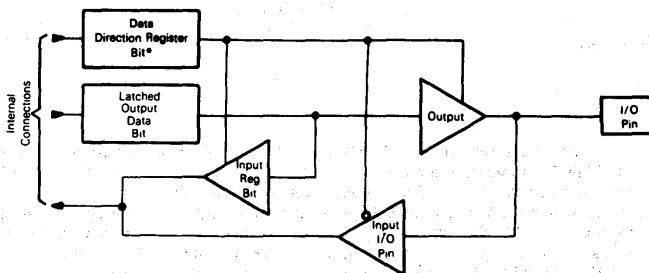 Data
Direction Register
Bit*
Latched
Output
Data
Bit
Internal
Connections
Output
I/O
Pin
Input
Reg
Bit
Input
I/O
Pin